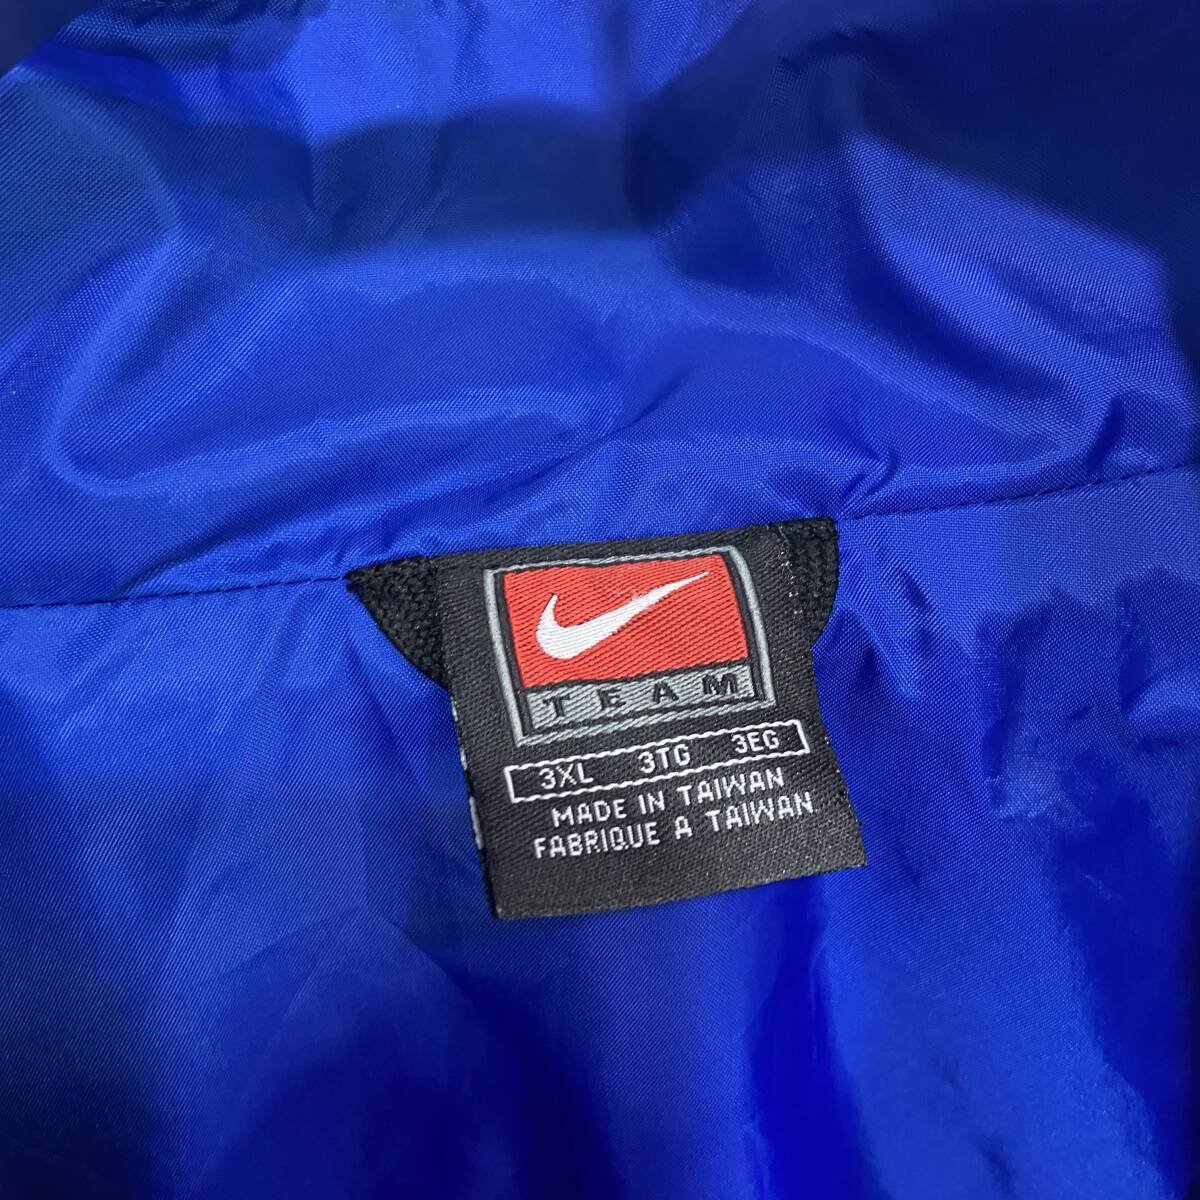 TEAM
3XL 3TG 3EG
MADE IN TAIWAN
FABRIQUE A TAIWAN